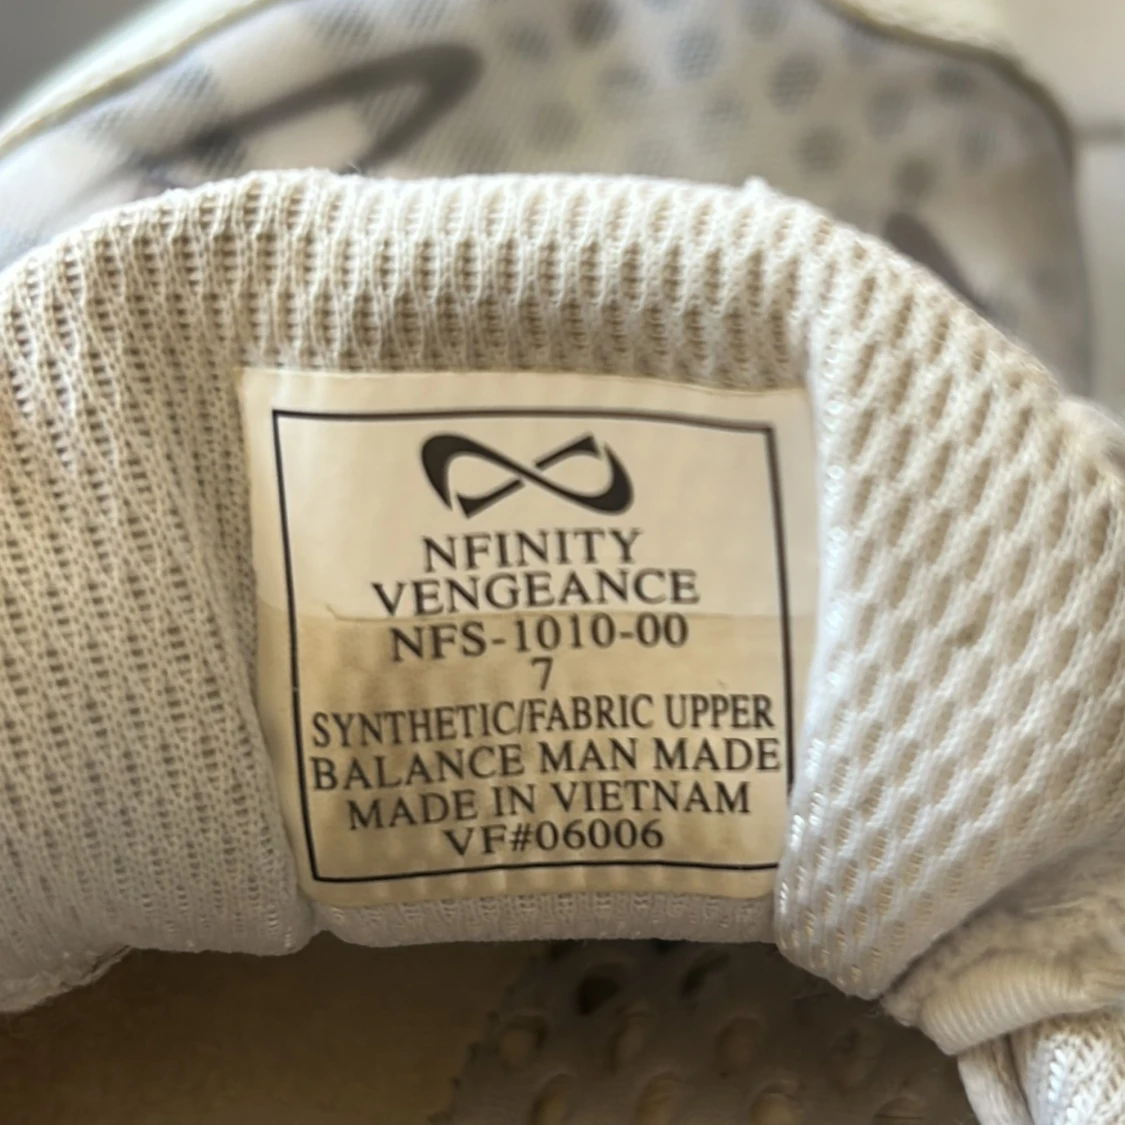 NFINITY
VENGEANCE
NFS-1010-00
7
SYNTHETIC/FABRIC UPPER
BALANCE MAN MADE
MADE IN VIETNAM
VF#06006